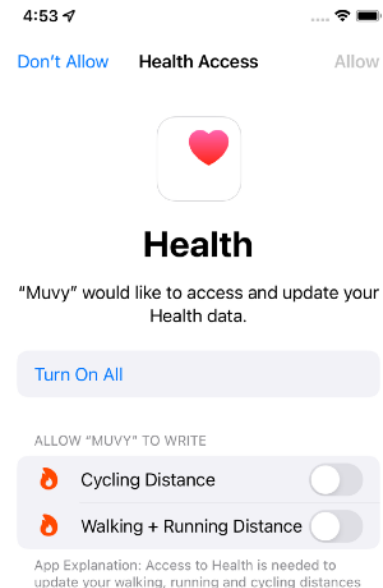 4:53
Don't Allow Health Access Allow
Health
“Muvy” would like to access and update your
Health data.
Turn On All
ALLOW “MUVY” TO WRITE
Cycling Distance
Walking + Running Distance
App Explanation: Access to Health is needed to
update your walking, running and cycling distances